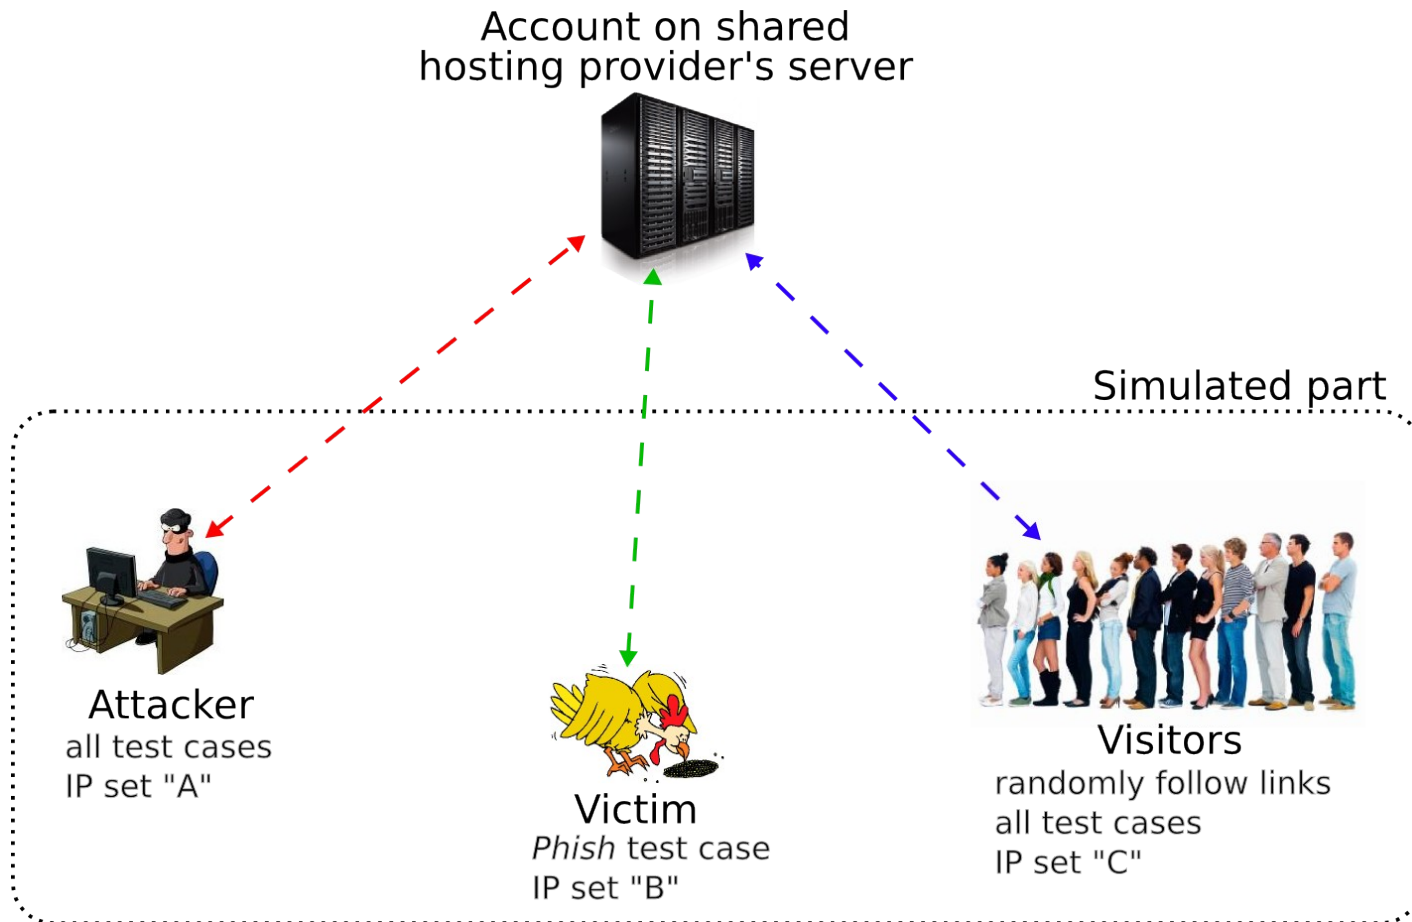 Account on shared
hosting provider's server
Simulated part
Attacker
all test cases
IP set "A"
Victim
Phish test case
IP set "B"
Visitors
randomly follow links
all test cases
IP set "C"